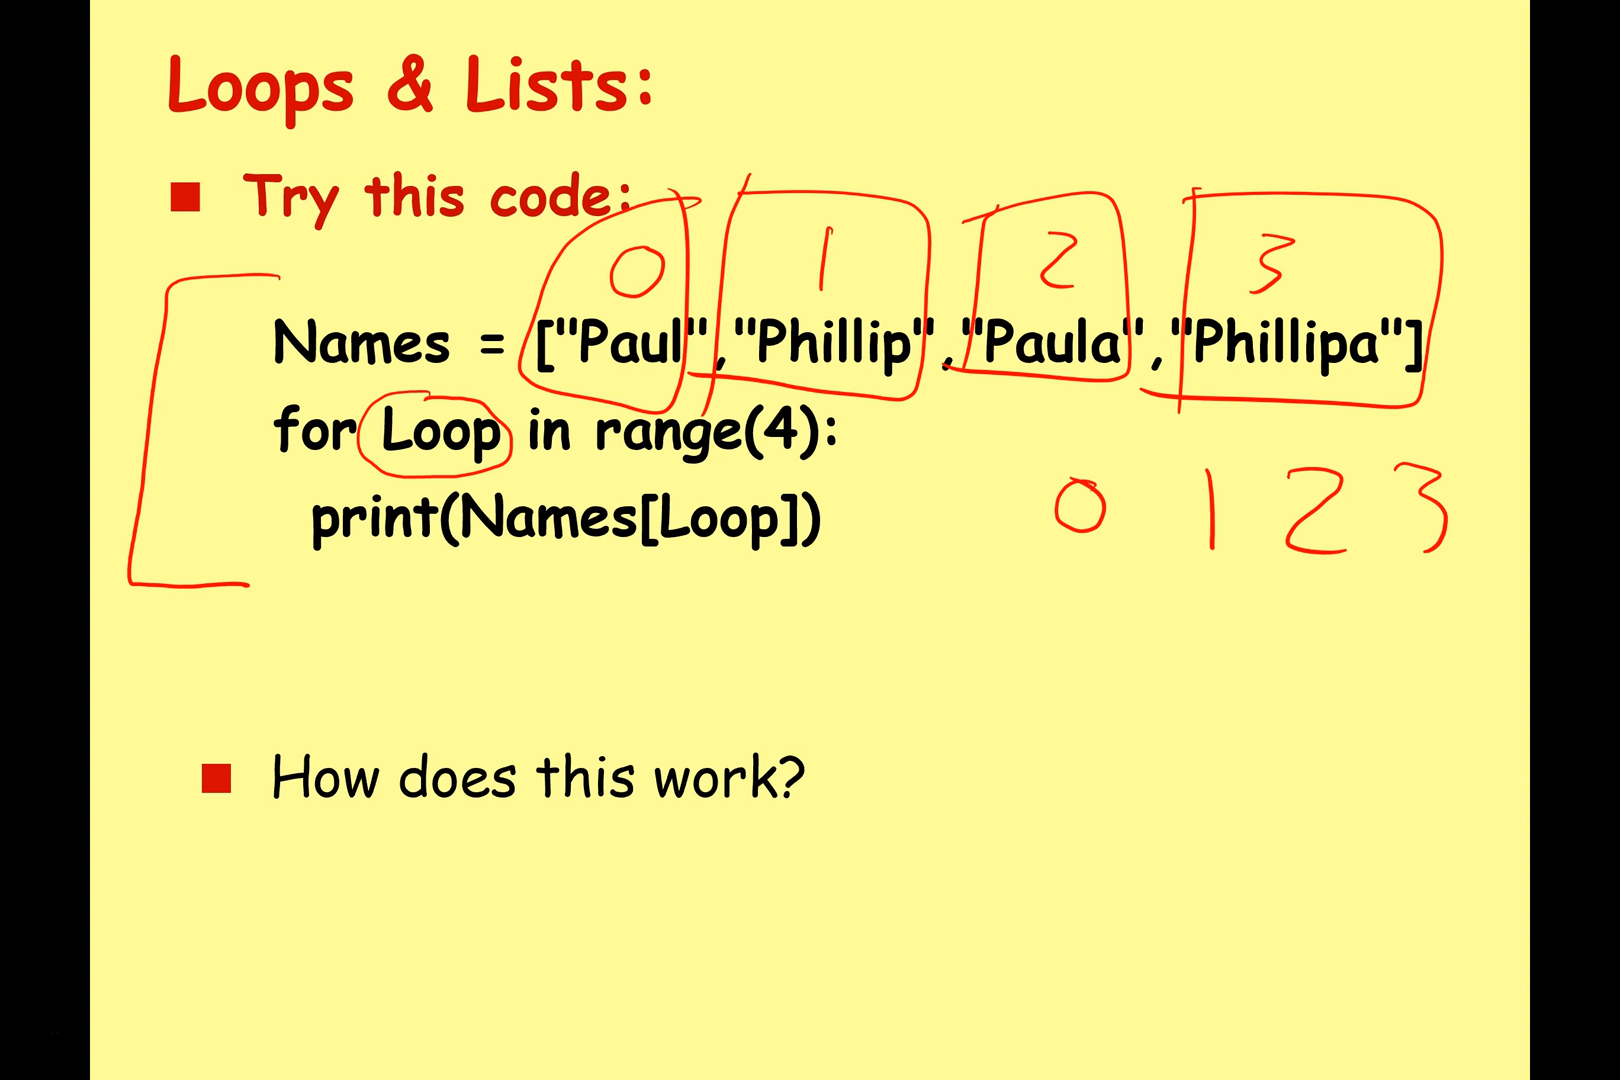 Loops & Lists:
Try this code:
0 1 2 3
Names = ["Paul","Phillip","Paula","Phillipa"]
for Loop in range(4):
print(Names[Loop])
0 1 2 3
How does this work?